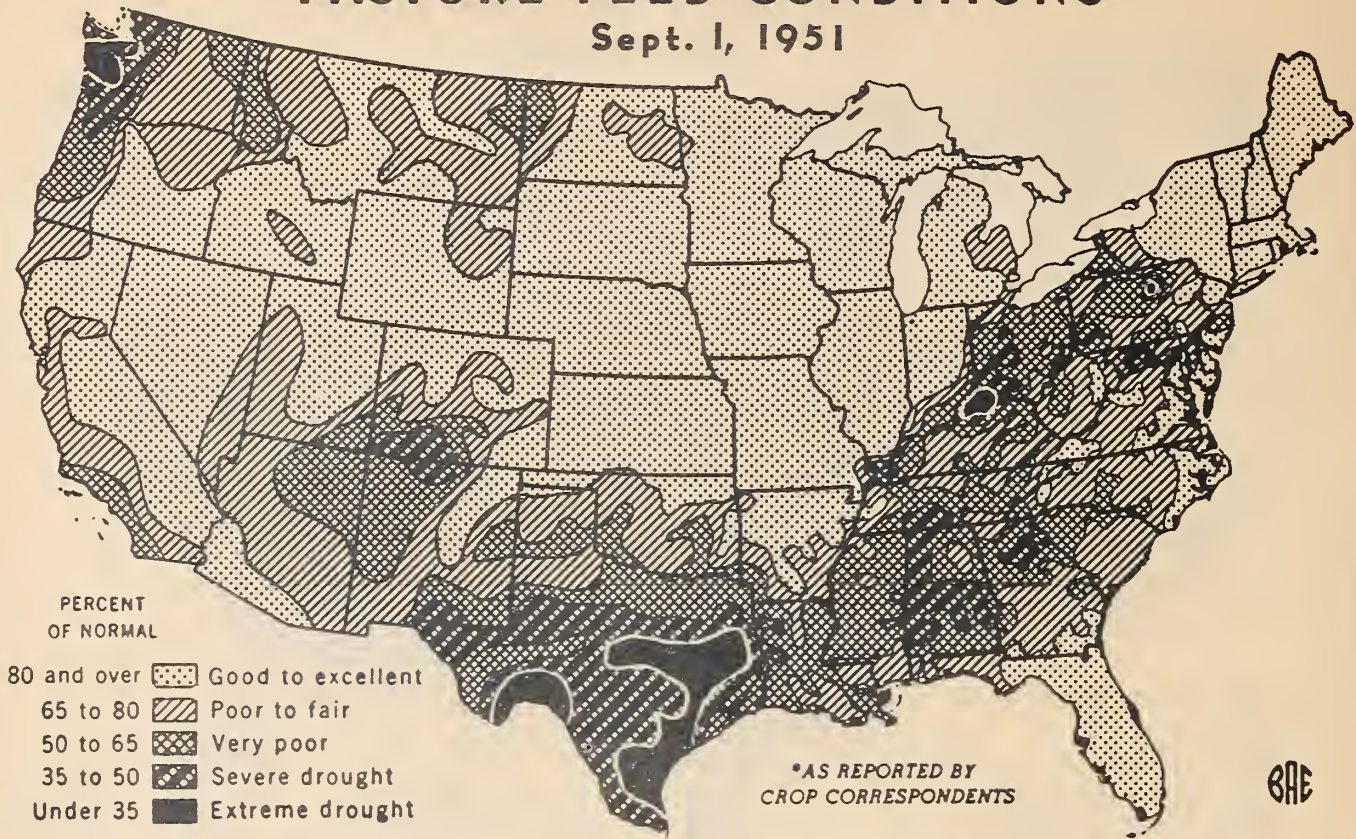 Sept. 1, 1951
PERCENT
OF NORMAL
80 and over Good to excellent
65 to 80 Poor to fair
50 to 65 Very poor
35 to 50 Severe drought
Under 35 Extreme drought
*AS REPORTED BY
CROP CORRESPONDENTS
BAE